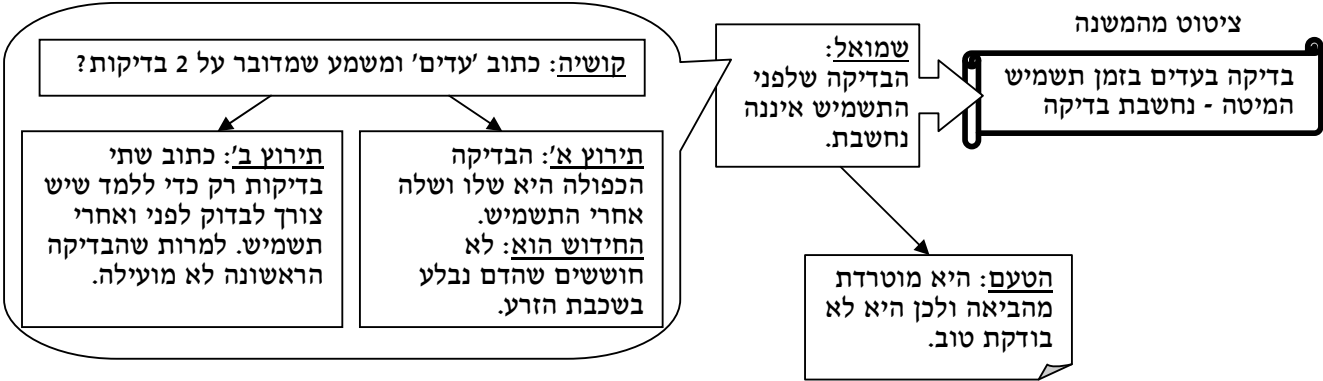 ציטוט מהמשנה
בדיקה בעדים בזמן תשמיש
המיטה - נחשבת בדיקה
שמואל:
הבדיקה שלפני
התשמיש איננה
נחשבת.
הטעם: היא מוטרדת
מהביאה ולכן היא לא
בודקת טוב.
קושיה: כתוב 'עדים' ומשמע שמדובר על 2 בדיקות?
תירוץ א': הבדיקה
הכפולה היא שלו ושלה
אחרי התשמיש.
החידוש הוא: לא
חוששים שהדם נבלע
בשכבת הזרע.
תירוץ ב': כתוב שתי
בדיקות רק כדי ללמד שיש
צורך לבדוק לפני ואחרי
תשמיש. למרות שהבדיקה
הראשונה לא מועילה.